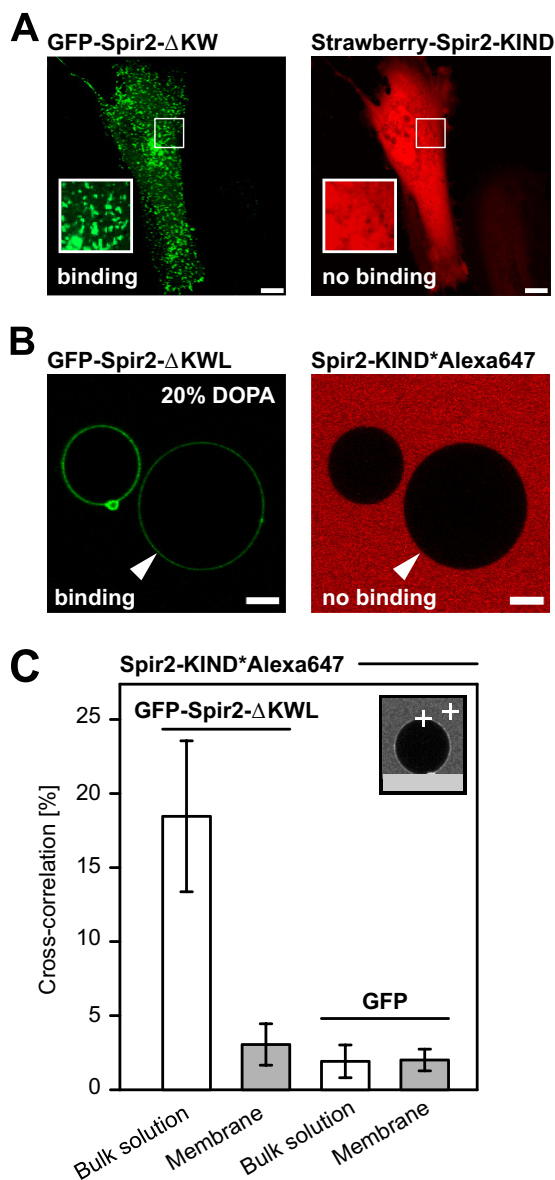 A
GFP-Spir2-ΔKW
Strawberry-Spir2-KIND
binding
no binding
B
GFP-Spir2-ΔKWL
Spir2-KIND*Alexa647
20% DOPA
binding
no binding
C
Spir2-KIND*Alexa647
GFP-Spir2-ΔKWL
25
20
15
10
5
0
Cross-correlation [%]
GFP
Bulk solution
Membrane
Bulk solution
Membrane